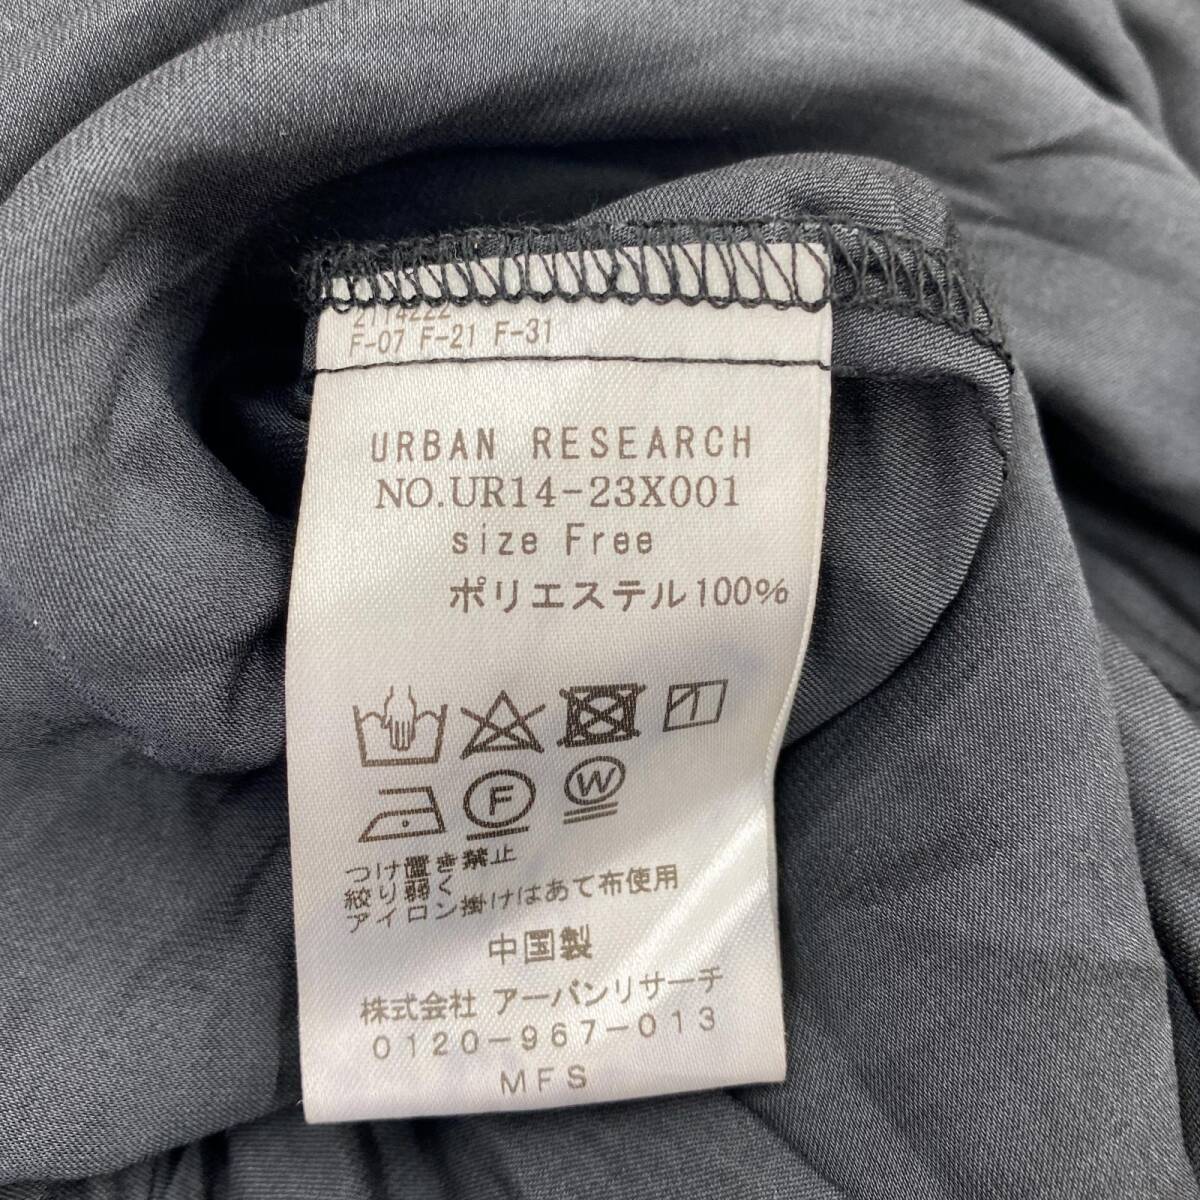 2114222
F-07 F-21 F-31
URBAN RESEARCH
NO.UR14-23X001
size Free
ポリエステル100%
F W
つけ置き禁止
絞り弱く
アイロン掛けはあて布使用
中国製
株式会社 アーバンリサーチ
0120-967-013
MFS